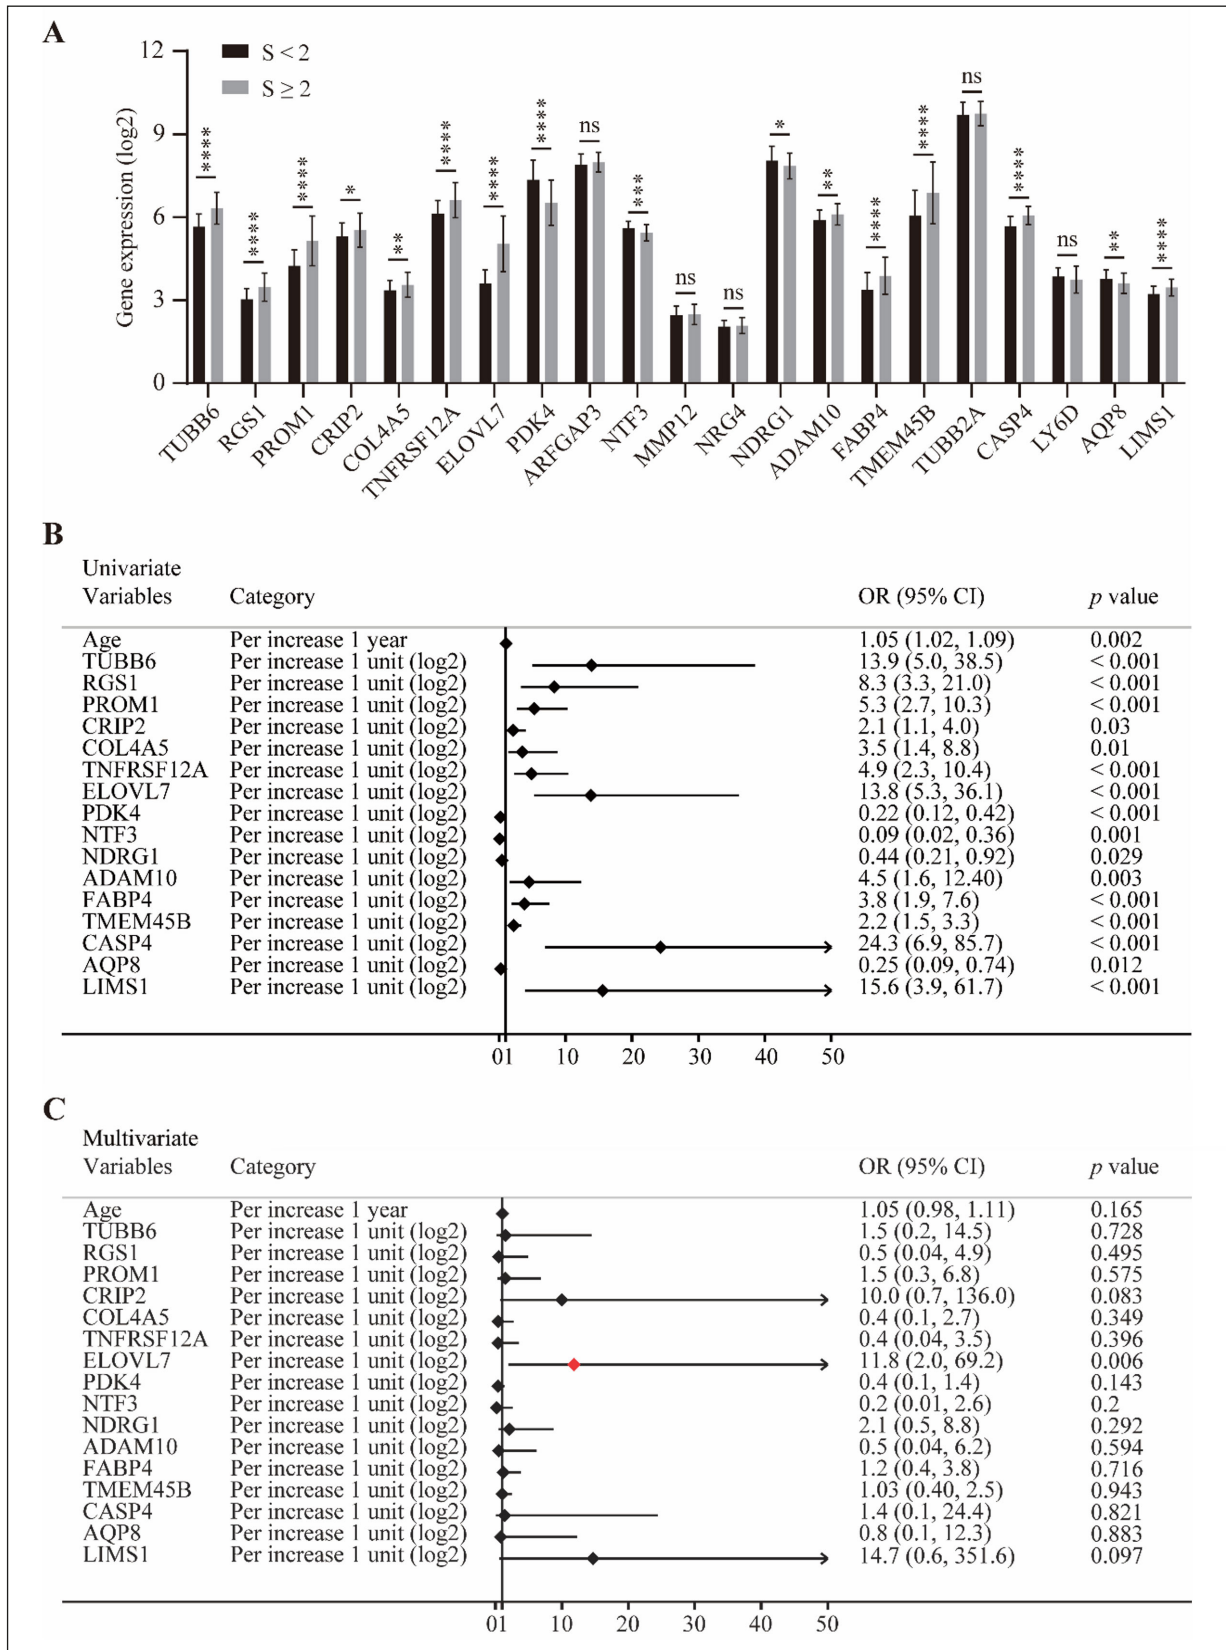 A
S < 2
S ≥ 2
Gene expression (log2)
12
9
6
3
0
**** **** **** * ** **** **** **** ns *** ns ns * ** **** **** ns **** ns ** ****
TUBB6 RGS1 PROM1 CRIP2 COL4A5 TNFRSF12A ELOVL7 PDK4 ARFGAP3 NTF3 MMP12 NRG4 NDRG1 ADAM10 FABP4 TMEM45B TUBB2A CASP4 LY6D AQP8 LIMS1
B
Univariate
Variables Category OR (95% CI) p value
Age Per increase 1 year 1.05 (1.02, 1.09) 0.002
TUBB6 Per increase 1 unit (log2) 13.9 (5.0, 38.5) < 0.001
RGS1 Per increase 1 unit (log2) 8.3 (3.3, 21.0) < 0.001
PROM1 Per increase 1 unit (log2) 5.3 (2.7, 10.3) < 0.001
CRIP2 Per increase 1 unit (log2) 2.1 (1.1, 4.0) 0.03
COL4A5 Per increase 1 unit (log2) 3.5 (1.4, 8.8) 0.01
TNFRSF12A Per increase 1 unit (log2) 4.9 (2.3, 10.4) < 0.001
ELOVL7 Per increase 1 unit (log2) 13.8 (5.3, 36.1) < 0.001
PDK4 Per increase 1 unit (log2) 0.22 (0.12, 0.42) < 0.001
NTF3 Per increase 1 unit (log2) 0.09 (0.02, 0.36) 0.001
NDRG1 Per increase 1 unit (log2) 0.44 (0.21, 0.92) 0.029
ADAM10 Per increase 1 unit (log2) 4.5 (1.6, 12.40) 0.003
FABP4 Per increase 1 unit (log2) 3.8 (1.9, 7.6) < 0.001
TMEM45B Per increase 1 unit (log2) 2.2 (1.5, 3.3) < 0.001
CASP4 Per increase 1 unit (log2) 24.3 (6.9, 85.7) < 0.001
AQP8 Per increase 1 unit (log2) 0.25 (0.09, 0.74) 0.012
LIMS1 Per increase 1 unit (log2) 15.6 (3.9, 61.7) < 0.001
01 10 20 30 40 50
C
Multivariate
Variables Category OR (95% CI) p value
Age Per increase 1 year 1.05 (0.98, 1.11) 0.165
TUBB6 Per increase 1 unit (log2) 1.5 (0.2, 14.5) 0.728
RGS1 Per increase 1 unit (log2) 0.5 (0.04, 4.9) 0.495
PROM1 Per increase 1 unit (log2) 1.5 (0.3, 6.8) 0.575
CRIP2 Per increase 1 unit (log2) 10.0 (0.7, 136.0) 0.083
COL4A5 Per increase 1 unit (log2) 0.4 (0.1, 2.7) 0.349
TNFRSF12A Per increase 1 unit (log2) 0.4 (0.04, 3.5) 0.396
ELOVL7 Per increase 1 unit (log2) 11.8 (2.0, 69.2) 0.006
PDK4 Per increase 1 unit (log2) 0.4 (0.1, 1.4) 0.143
NTF3 Per increase 1 unit (log2) 0.2 (0.01, 2.6) 0.2
NDRG1 Per increase 1 unit (log2) 2.1 (0.5, 8.8) 0.292
ADAM10 Per increase 1 unit (log2) 0.5 (0.04, 6.2) 0.594
FABP4 Per increase 1 unit (log2) 1.2 (0.4, 3.8) 0.716
TMEM45B Per increase 1 unit (log2) 1.03 (0.40, 2.5) 0.943
CASP4 Per increase 1 unit (log2) 1.4 (0.1, 24.4) 0.821
AQP8 Per increase 1 unit (log2) 0.8 (0.1, 12.3) 0.883
LIMS1 Per increase 1 unit (log2) 14.7 (0.6, 351.6) 0.097
01 10 20 30 40 50